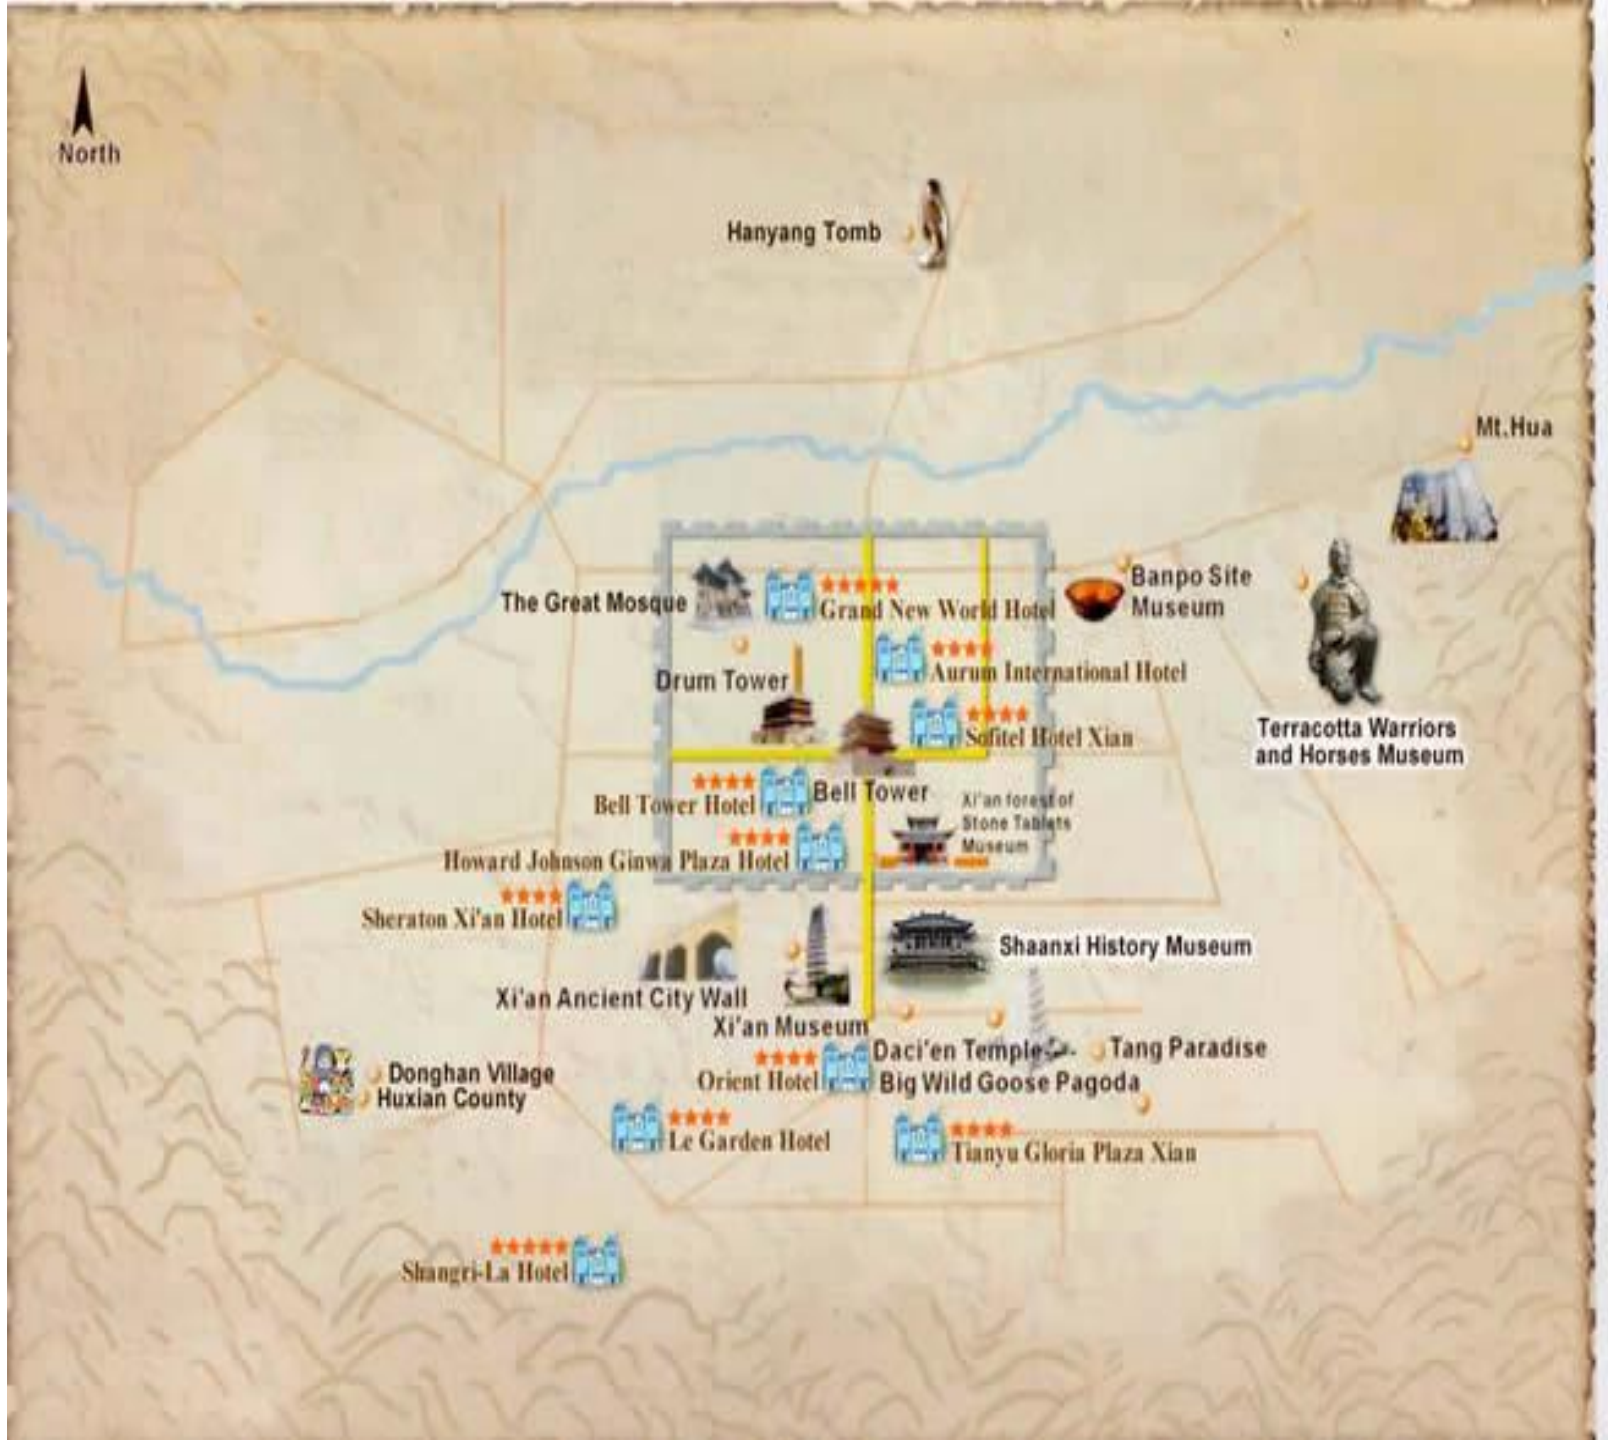 North
Hanyang Tomb
Mt.Hua
Banpo Site
Museum
The Great Mosque
Grand New World Hotel
Drum Tower
Aurum International Hotel
Sofitel Hotel Xian
Terracotta Warriors
and Horses Museum
Bell Tower Hotel
Bell Tower
Xi'an forest of
Stone Tablets
Museum
Howard Johnson Ginwa Plaza Hotel
Sheraton Xi'an Hotel
Shaanxi History Museum
Xi'an Ancient City Wall
Xi'an Museum
Daci'en Temple
Tang Paradise
Orient Hotel
Big Wild Goose Pagoda
Donghan Village
Huxian County
Le Garden Hotel
Tianyu Gloria Plaza Xian
Shangri-La Hotel